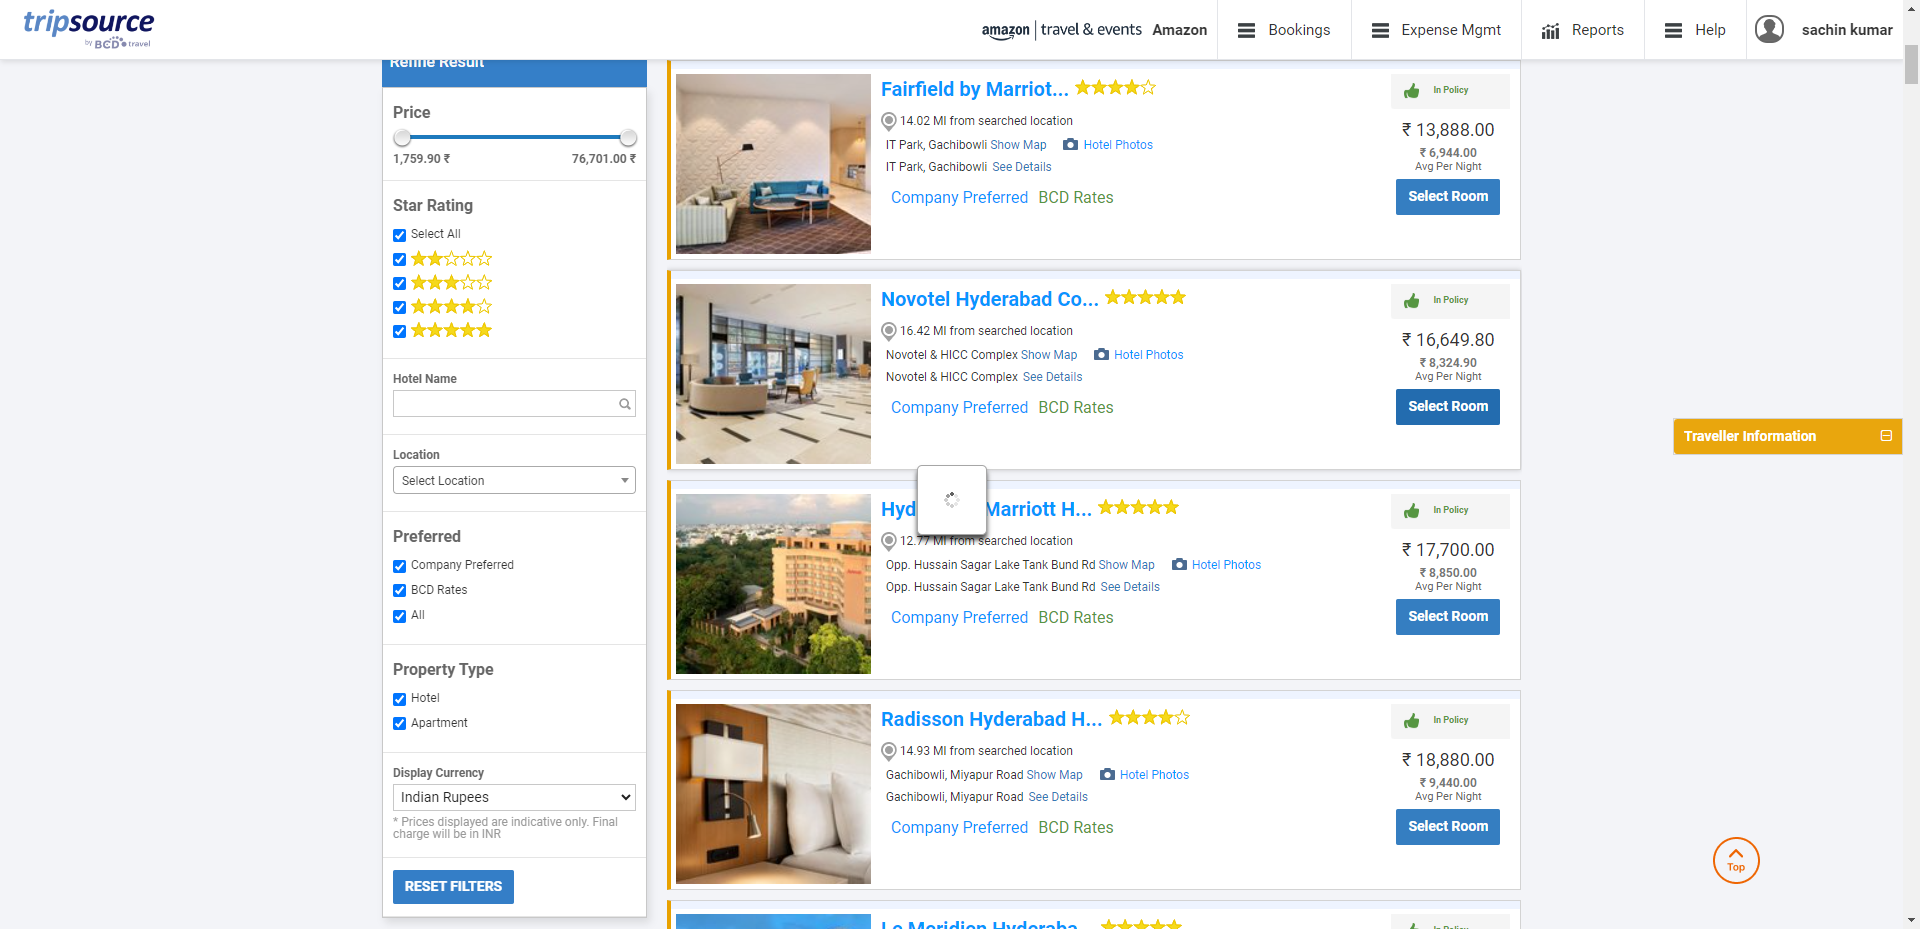 tripsource
by BCD travel
amazon travel & events Amazon
Bookings
Expense Mgmt
Reports
Help
sachin kumar
Refine Result
Price
1,759.90 ₹ 76,701.00 ₹
Star Rating
Select All
Hotel Name
Location
Select Location
Preferred
Company Preferred
BCD Rates
All
Property Type
Hotel
Apartment
Display Currency
Indian Rupees
* Prices displayed are indicative only. Final
charge will be in INR
RESET FILTERS
Fairfield by Marriot...
14.02 MI from searched location
IT Park, Gachibowli Show Map Hotel Photos
IT Park, Gachibowli See Details
Company Preferred BCD Rates
In Policy
₹ 13,888.00
₹ 6,944.00
Avg Per Night
Select Room
Novotel Hyderabad Co...
16.42 MI from searched location
Novotel & HICC Complex Show Map Hotel Photos
Novotel & HICC Complex See Details
Company Preferred BCD Rates
In Policy
₹ 16,649.80
₹ 8,324.90
Avg Per Night
Select Room
Hyd Marriott H...
12.77 MI from searched location
Opp. Hussain Sagar Lake Tank Bund Rd Show Map Hotel Photos
Opp. Hussain Sagar Lake Tank Bund Rd See Details
Company Preferred BCD Rates
In Policy
₹ 17,700.00
₹ 8,850.00
Avg Per Night
Select Room
Radisson Hyderabad H...
14.93 MI from searched location
Gachibowli, Miyapur Road Show Map Hotel Photos
Gachibowli, Miyapur Road See Details
Company Preferred BCD Rates
In Policy
₹ 18,880.00
₹ 9,440.00
Avg Per Night
Select Room
Le Meridien Hyderaba...
In Policy
Traveller Information
Top